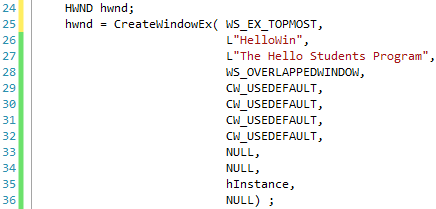 24 HWND hwnd;
25 hwnd = CreateWindowEx( WS_EX_TOPMOST,
26 L"HelloWin",
27 L"The Hello Students Program",
28 WS_OVERLAPPEDWINDOW,
29 CW_USEDEFAULT,
30 CW_USEDEFAULT,
31 CW_USEDEFAULT,
32 CW_USEDEFAULT,
33 NULL,
34 NULL,
35 hInstance,
36 NULL) ;